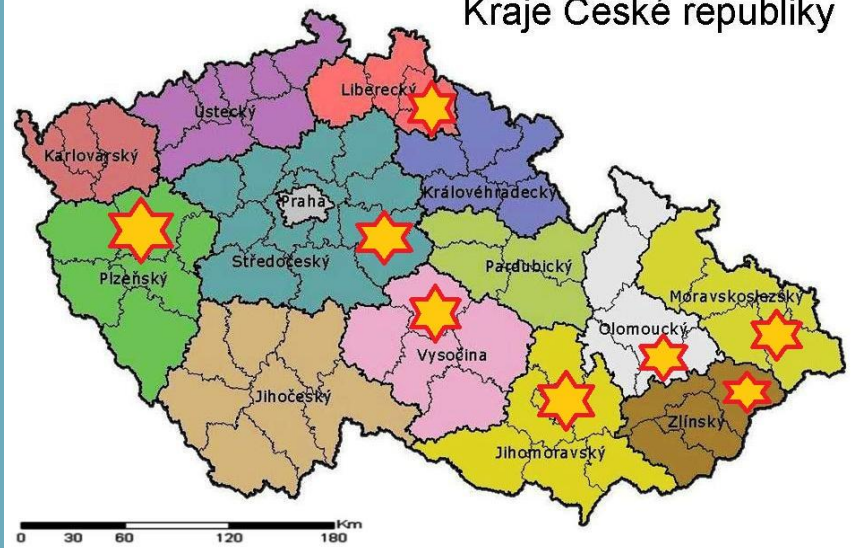 Kraje České republiky
Liberecký
Ústecký
Karlovarský
Královéhradecký
Praha
Středočeský
Plzeňský
Pardubický
Moravskoslezský
Olomoucký
Vysočina
Jihočeský
Zlínský
Jihomoravský
Km
0 30 60 120 180